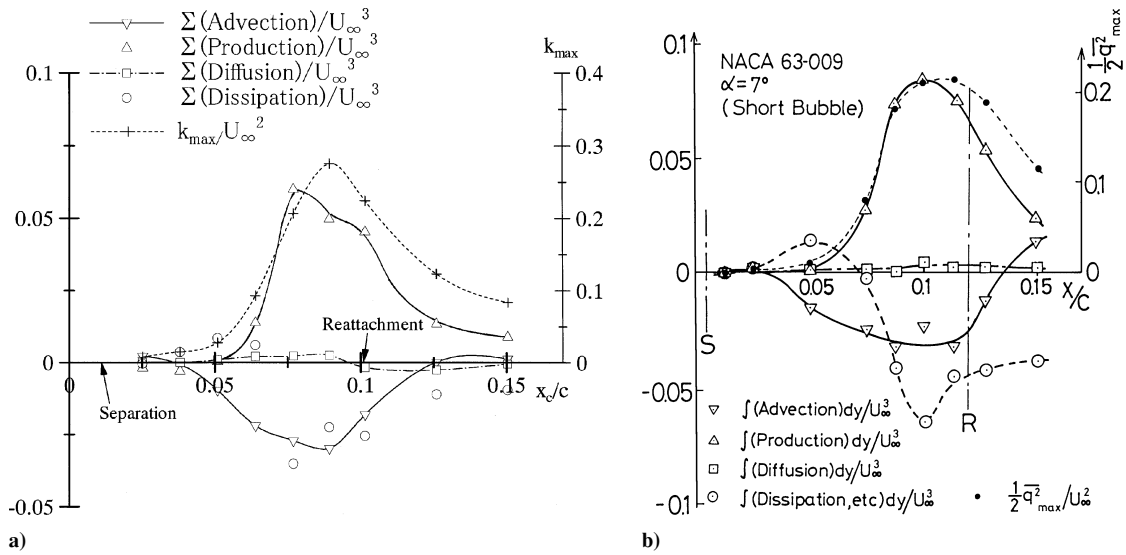 Σ(Advection)/U∞³
Σ(Production)/U∞³
Σ(Diffusion)/U∞³
Σ(Dissipation)/U∞³
kmax/U∞²
kmax
0.1
0.05
0
-0.05
0.4
0.3
0.2
0.1
0
Reattachment
Separation
0 0.05 0.1 0.15
xc/c
a)
NACA 63-009
α=7°
(Short Bubble)
½q̄²max
0.1
0.05
0
-0.05
-0.1
0.2
0.1
0
0.05 0.1 0.15
X/c
S
R
∫(Advection)dy/U∞³
∫(Production)dy/U∞³
∫(Diffusion)dy/U∞³
∫(Dissipation,etc)dy/U∞³
½q̄²max/U∞²
b)